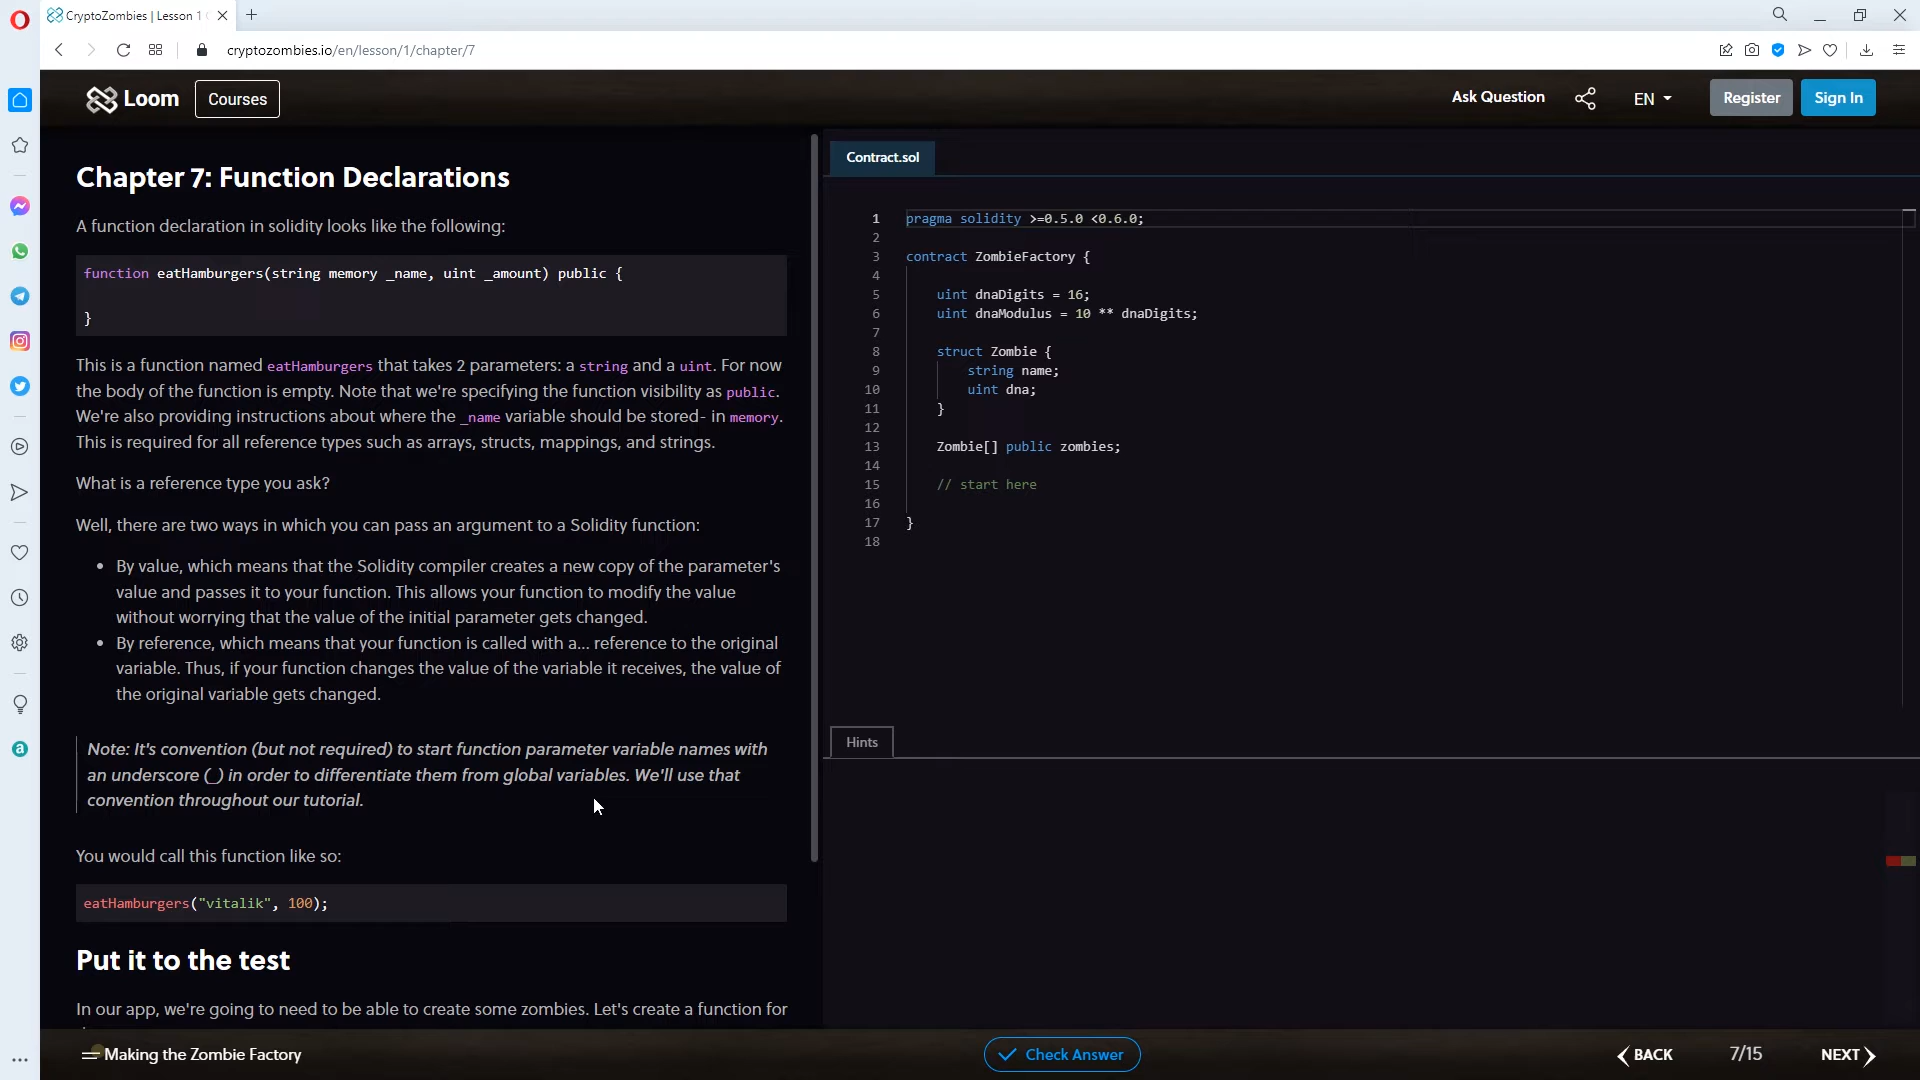 CryptoZombies | Lesson 1
cryptozombies.io/en/lesson/1/chapter/7
Loom
Courses
Ask Question
EN
Register
Sign In
Chapter 7: Function Declarations
A function declaration in solidity looks like the following:
function eatHamburgers(string memory _name, uint _amount) public {
}
This is a function named eatHamburgers that takes 2 parameters: a string and a uint. For now
the body of the function is empty. Note that we're specifying the function visibility as public.
We're also providing instructions about where the _name variable should be stored- in memory.
This is required for all reference types such as arrays, structs, mappings, and strings.
What is a reference type you ask?
Well, there are two ways in which you can pass an argument to a Solidity function:
• By value, which means that the Solidity compiler creates a new copy of the parameter's
value and passes it to your function. This allows your function to modify the value
without worrying that the value of the initial parameter gets changed.
• By reference, which means that your function is called with a... reference to the original
variable. Thus, if your function changes the value of the variable it receives, the value of
the original variable gets changed.
Note: It's convention (but not required) to start function parameter variable names with
an underscore (_) in order to differentiate them from global variables. We'll use that
convention throughout our tutorial.
You would call this function like so:
eatHamburgers("vitalik", 100);
Put it to the test
In our app, we're going to need to be able to create some zombies. Let's create a function for
Contract.sol
1 pragma solidity >=0.5.0 <0.6.0;
2
3 contract ZombieFactory {
4
5 uint dnaDigits = 16;
6 uint dnaModulus = 10 ** dnaDigits;
7
8 struct Zombie {
9 string name;
10 uint dna;
11 }
12
13 Zombie[] public zombies;
14
15 // start here
16
17 }
18
Hints
Making the Zombie Factory
Check Answer
BACK
7/15
NEXT